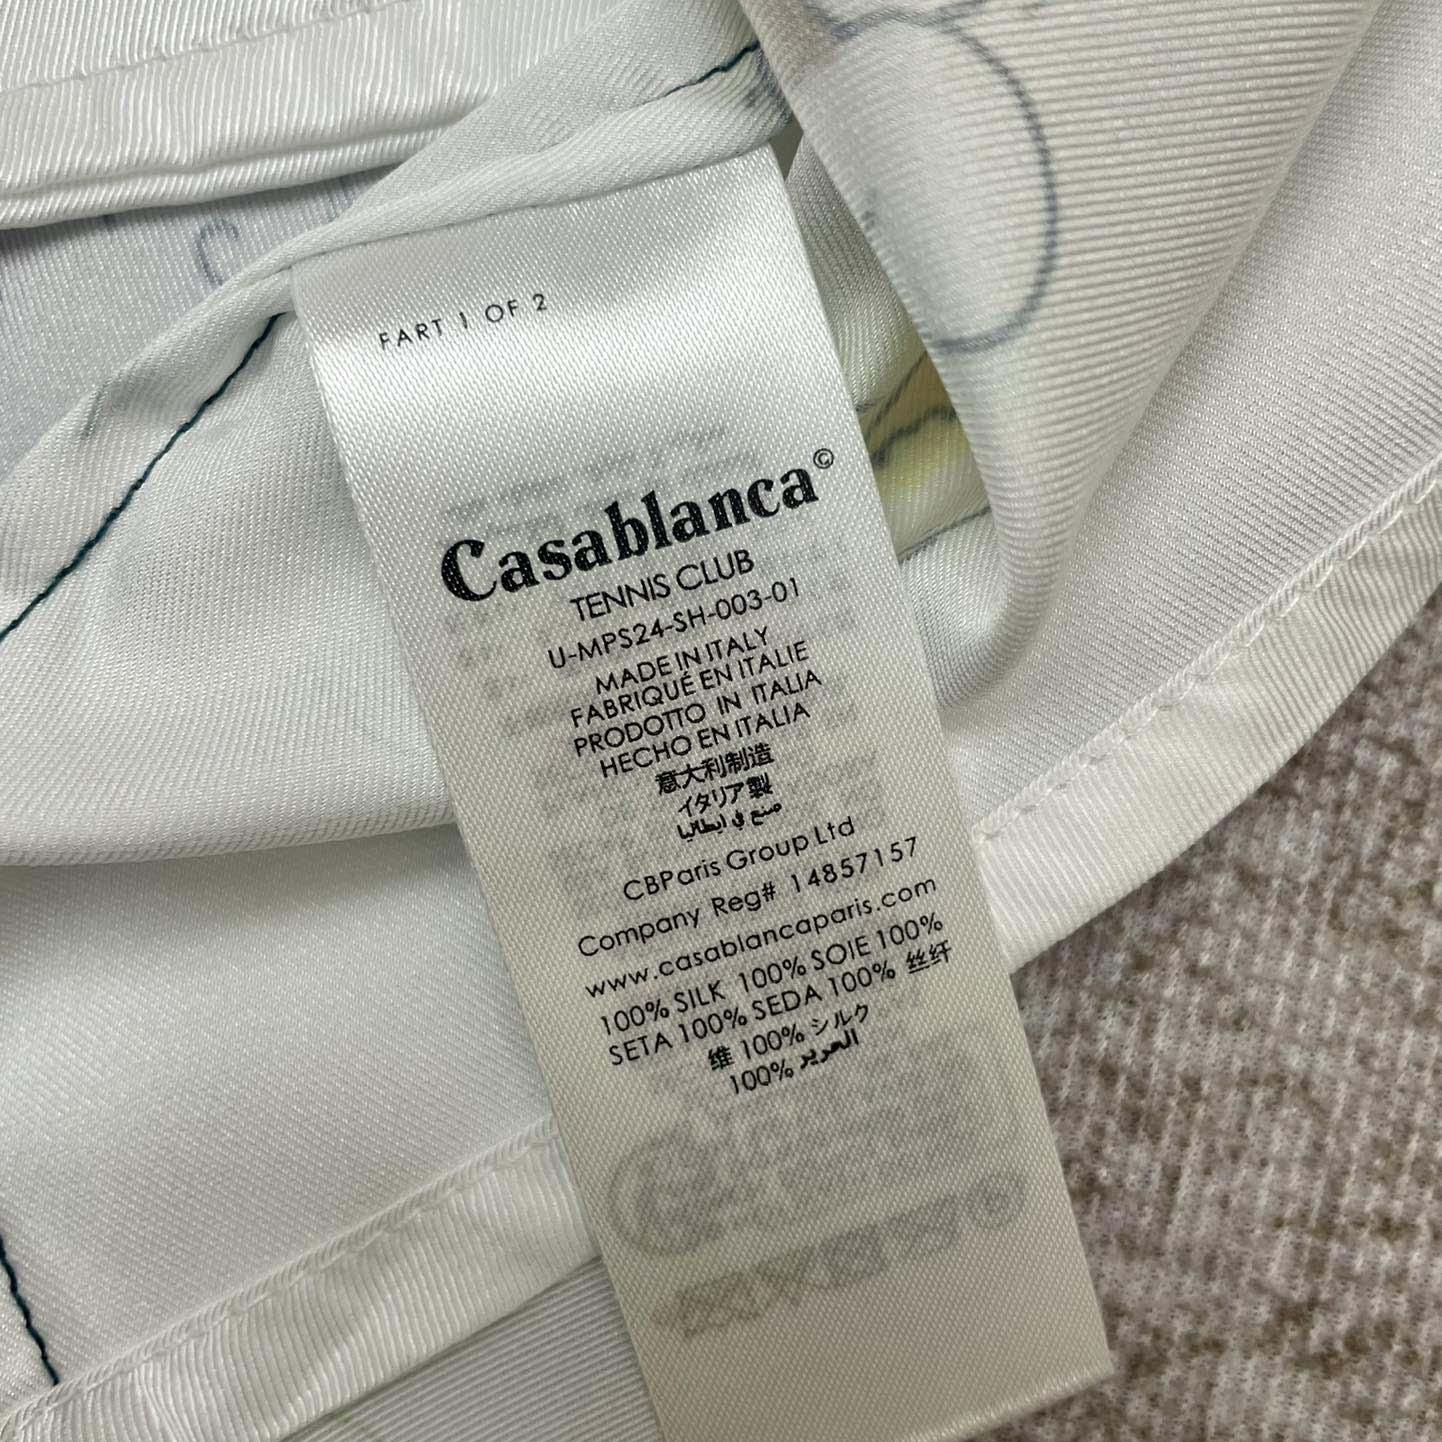 FART 1 OF 2
Casablanca©
TENNIS CLUB
U-MPS24-SH-003-01
MADE IN ITALY
FABRIQUÉ EN ITALIE
PRODOTTO IN ITALIA
HECHO EN ITALIA
意大利制造
イタリア製
صنع في ايطاليا
CBParis Group Ltd
Company Reg# 14857157
www.casablancaparis.com
100% SILK 100% SOIE 100%
SETA 100% SEDA 100% 丝纤
维 100% シルク
100% الحرير